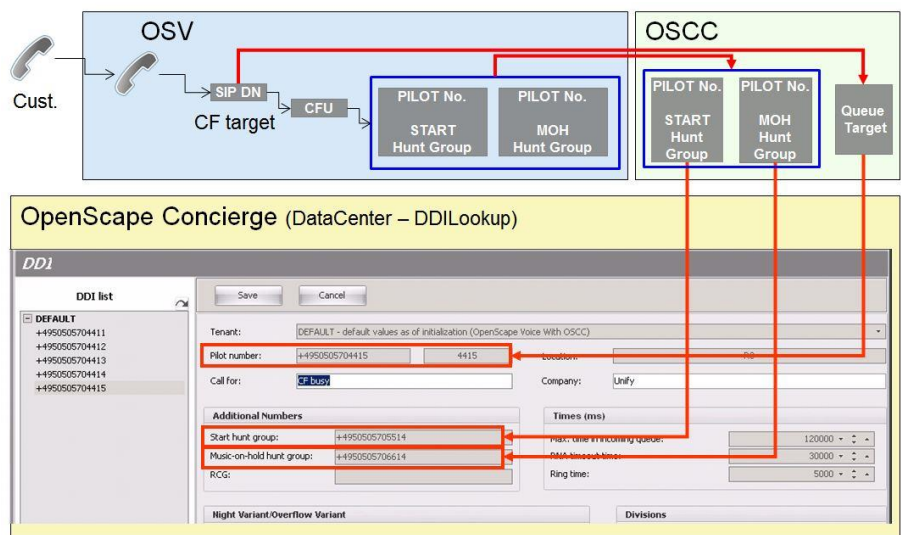 OSV
OSCC
Cust.
SIP DN
CF target
CFU
PILOT No.
START
Hunt Group
PILOT No.
MOH
Hunt Group
PILOT No.
START
Hunt
Group
PILOT No.
MOH
Hunt
Group
Queue
Target
OpenScape Concierge (DataCenter – DDILookup)
DDI
DDI list
Save
Cancel
DEFAULT
+4950505704411
+4950505704412
+4950505704413
+4950505704414
+4950505704415
Tenant:
DEFAULT - default values as of initialization (OpenScape Voice With OSCC)
Pilot number:
+4950505704415
4415
Location:
Call for:
CF busy
Company:
Unify
Additional Numbers
Times (ms)
Start hunt group:
+4950505705514
Max. time in incoming queue:
120000
Music-on-hold hunt group:
+4950505706614
RNA timeout time:
30000
RCG:
Ring time:
5000
Night Variant/Overflow Variant
Divisions